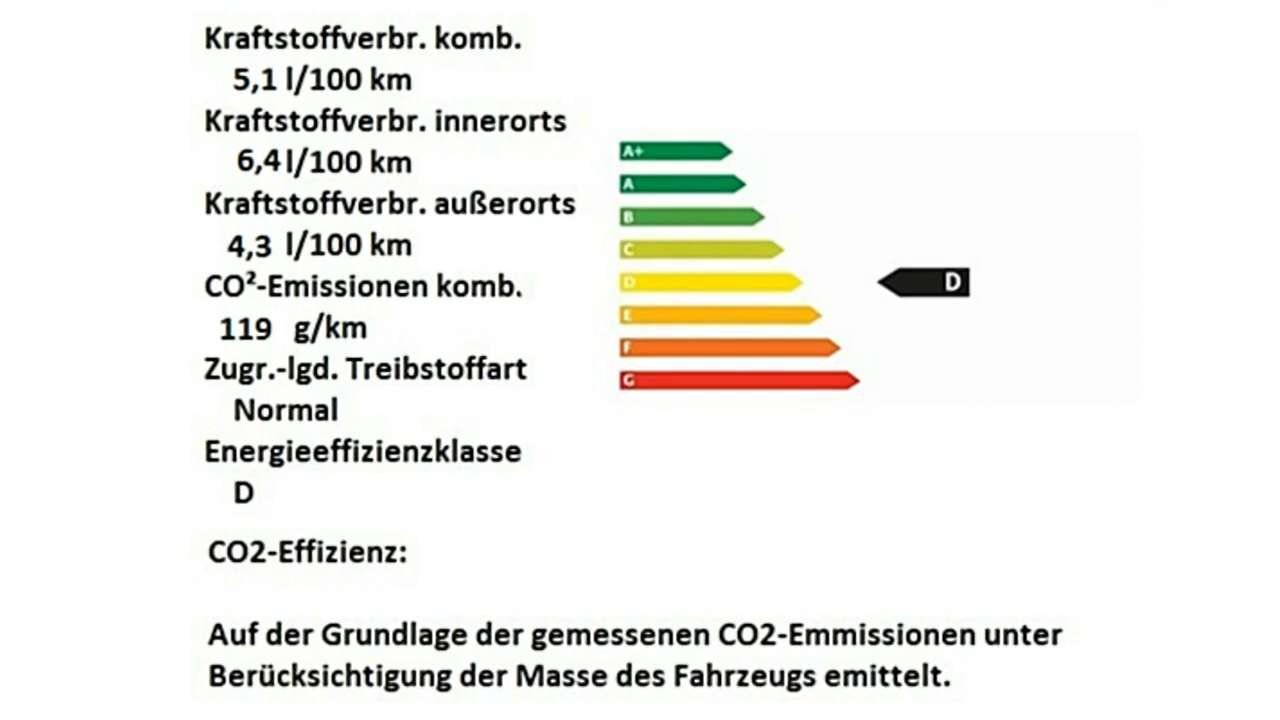 Kraftstoffverbr. komb.
5,1 l/100 km
Kraftstoffverbr. innerorts
6,4 l/100 km
Kraftstoffverbr. außerorts
4,3 l/100 km
CO²-Emissionen komb.
119 g/km
Zugr.-lgd. Treibstoffart
Normal
Energieeffizienzklasse
D
A+
A
B
C
D
D
E
F
G
CO2-Effizienz:
Auf der Grundlage der gemessenen CO2-Emmissionen unter
Berücksichtigung der Masse des Fahrzeugs emittelt.